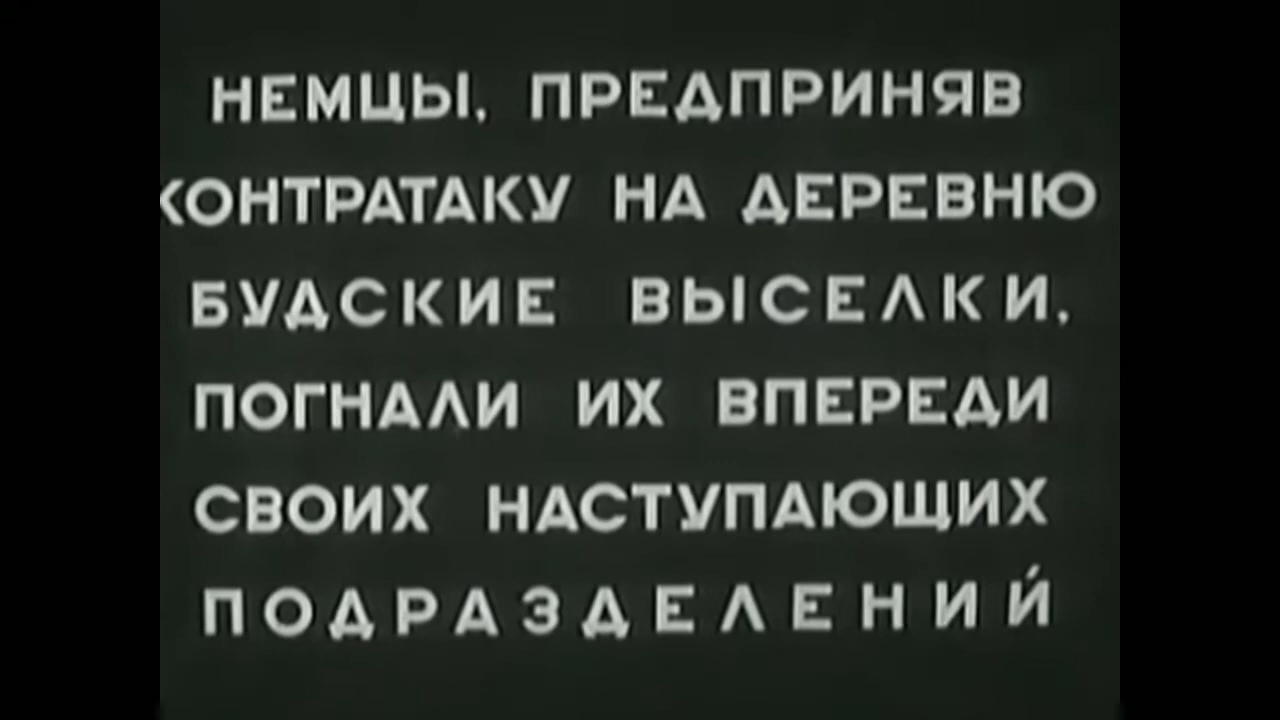 НЕМЦЫ, ПРЕДПРИНЯВ
КОНТРАТАКУ НА ДЕРЕВНЮ
БУДСКИЕ ВЫСЕЛКИ,
ПОГНАЛИ ИХ ВПЕРЕДИ
СВОИХ НАСТУПАЮЩИХ
ПОДРАЗДЕЛЕНИЙ